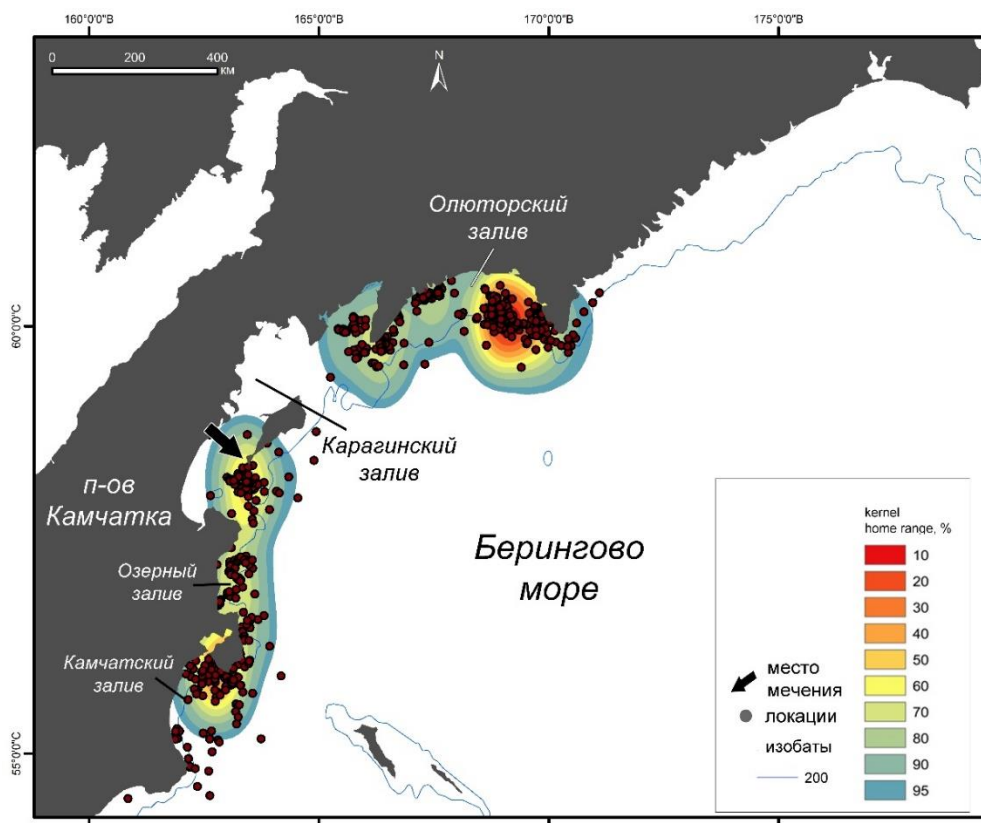 160°0'0"В
165°0'0"В
170°0'0"В
175°0'0"В
0
200
400
км
Олюторский
залив
60°0'0"С
Карагинский
залив
п-ов
Камчатка
Берингово
море
Озерный
залив
Камчатский
залив
55°0'0"С
kernel
home range, %
10
20
30
40
50
60
70
80
90
95
место
мечения
локации
изобаты
200